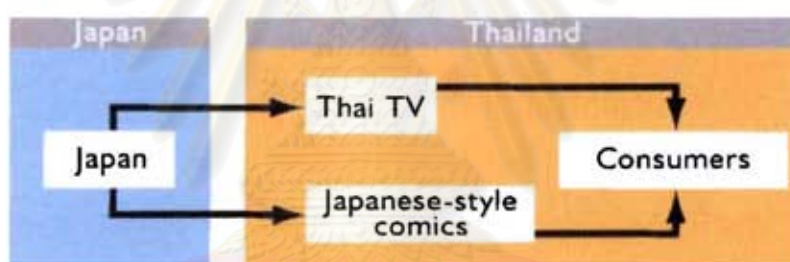 Japan
Thailand
Thai TV
Japan
Consumers
Japanese-style
comics